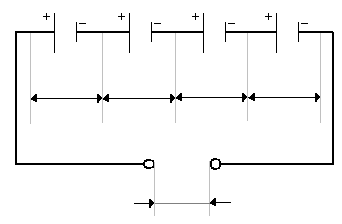 + − + − + − + −